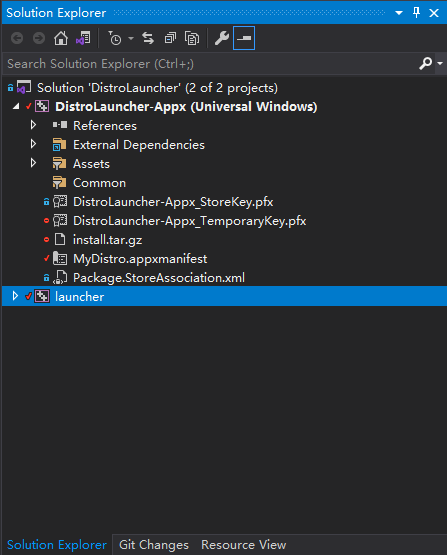 Solution Explorer
Search Solution Explorer (Ctrl+;)
Solution 'DistroLauncher' (2 of 2 projects)
DistroLauncher-Appx (Universal Windows)
References
External Dependencies
Assets
Common
DistroLauncher-Appx_StoreKey.pfx
DistroLauncher-Appx_TemporaryKey.pfx
install.tar.gz
MyDistro.appxmanifest
Package.StoreAssociation.xml
launcher
Solution Explorer Git Changes Resource View